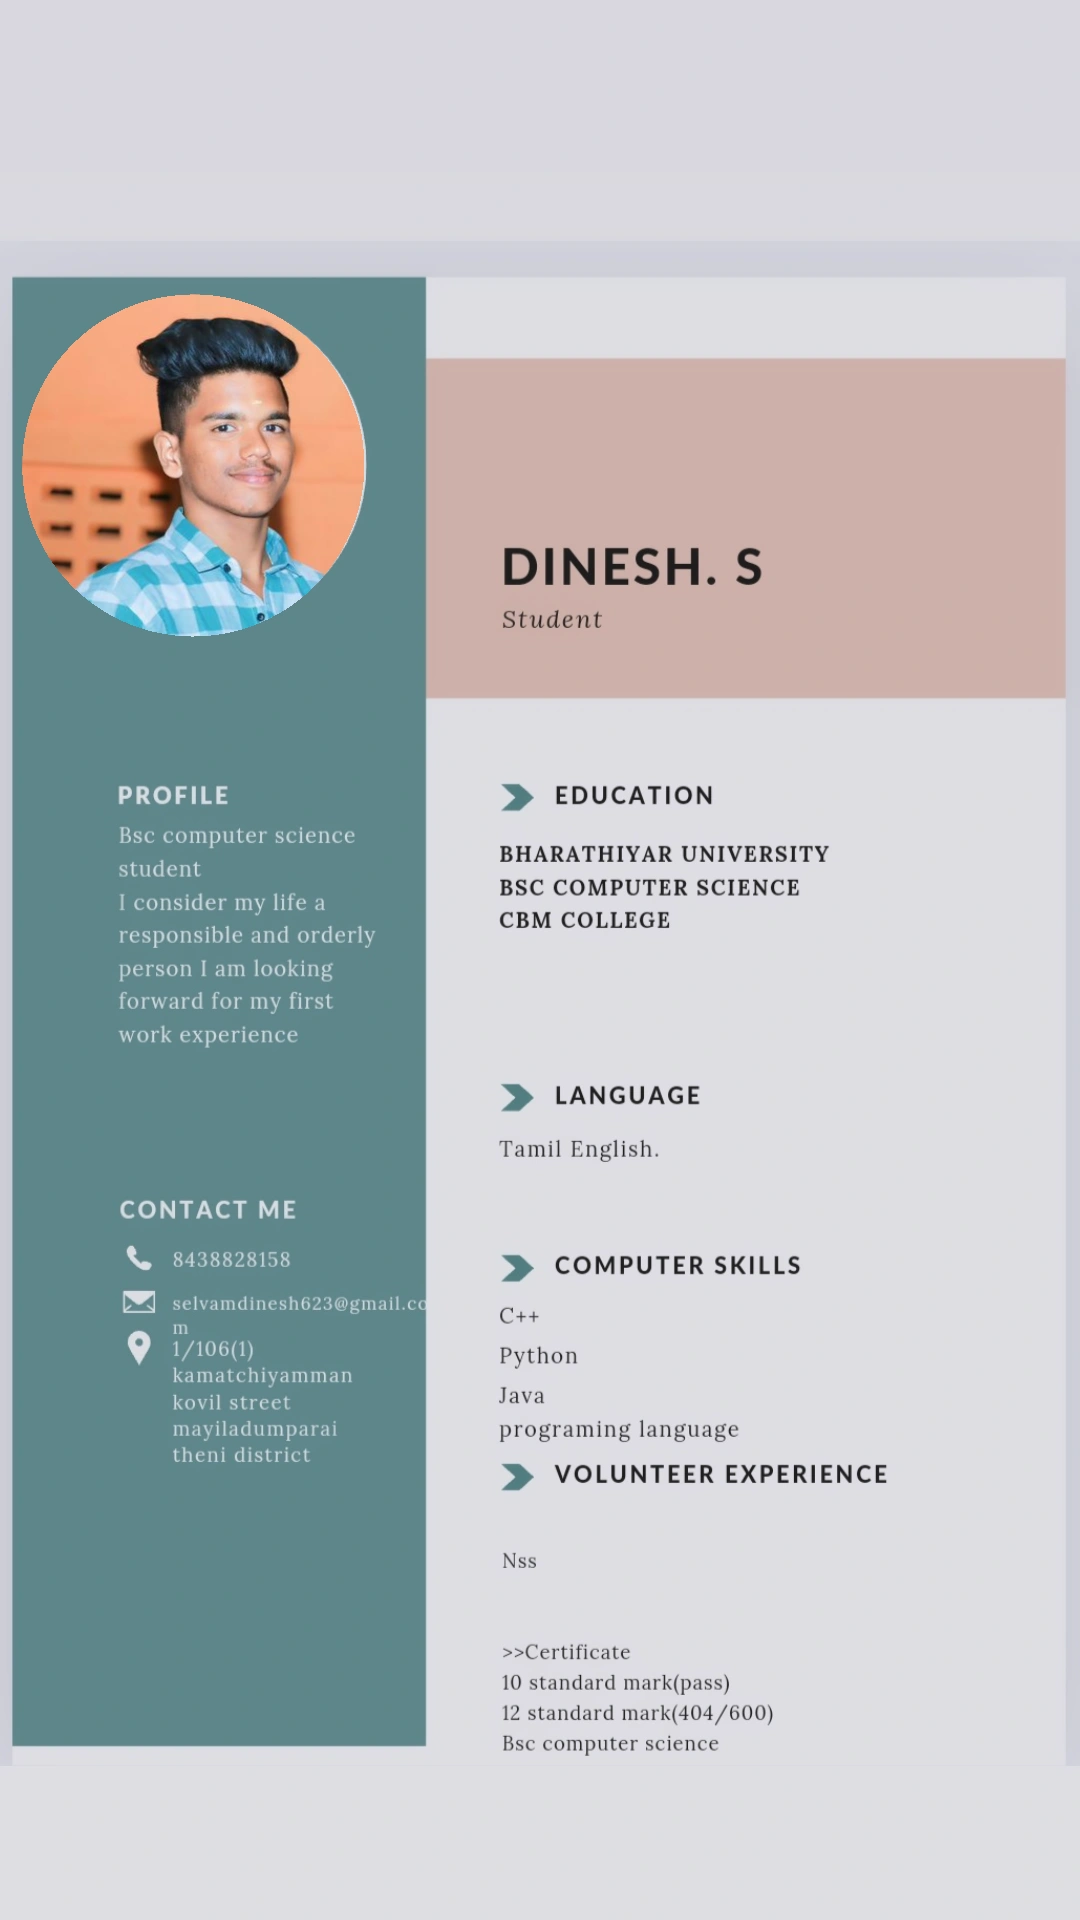 DINESH. S
Student
PROFILE
Bsc computer science
student
I consider my life a
responsible and orderly
person I am looking
forward for my first
work experience
CONTACT ME
8438828158
selvamdinesh623@gmail.co
m
1/106(1)
kamatchiyamman
kovil street
mayiladumparai
theni district
EDUCATION
BHARATHIYAR UNIVERSITY
BSC COMPUTER SCIENCE
CBM COLLEGE
LANGUAGE
Tamil English.
COMPUTER SKILLS
C++
Python
Java
programing language
VOLUNTEER EXPERIENCE
Nss
>>Certificate
10 standard mark(pass)
12 standard mark(404/600)
Bsc computer science